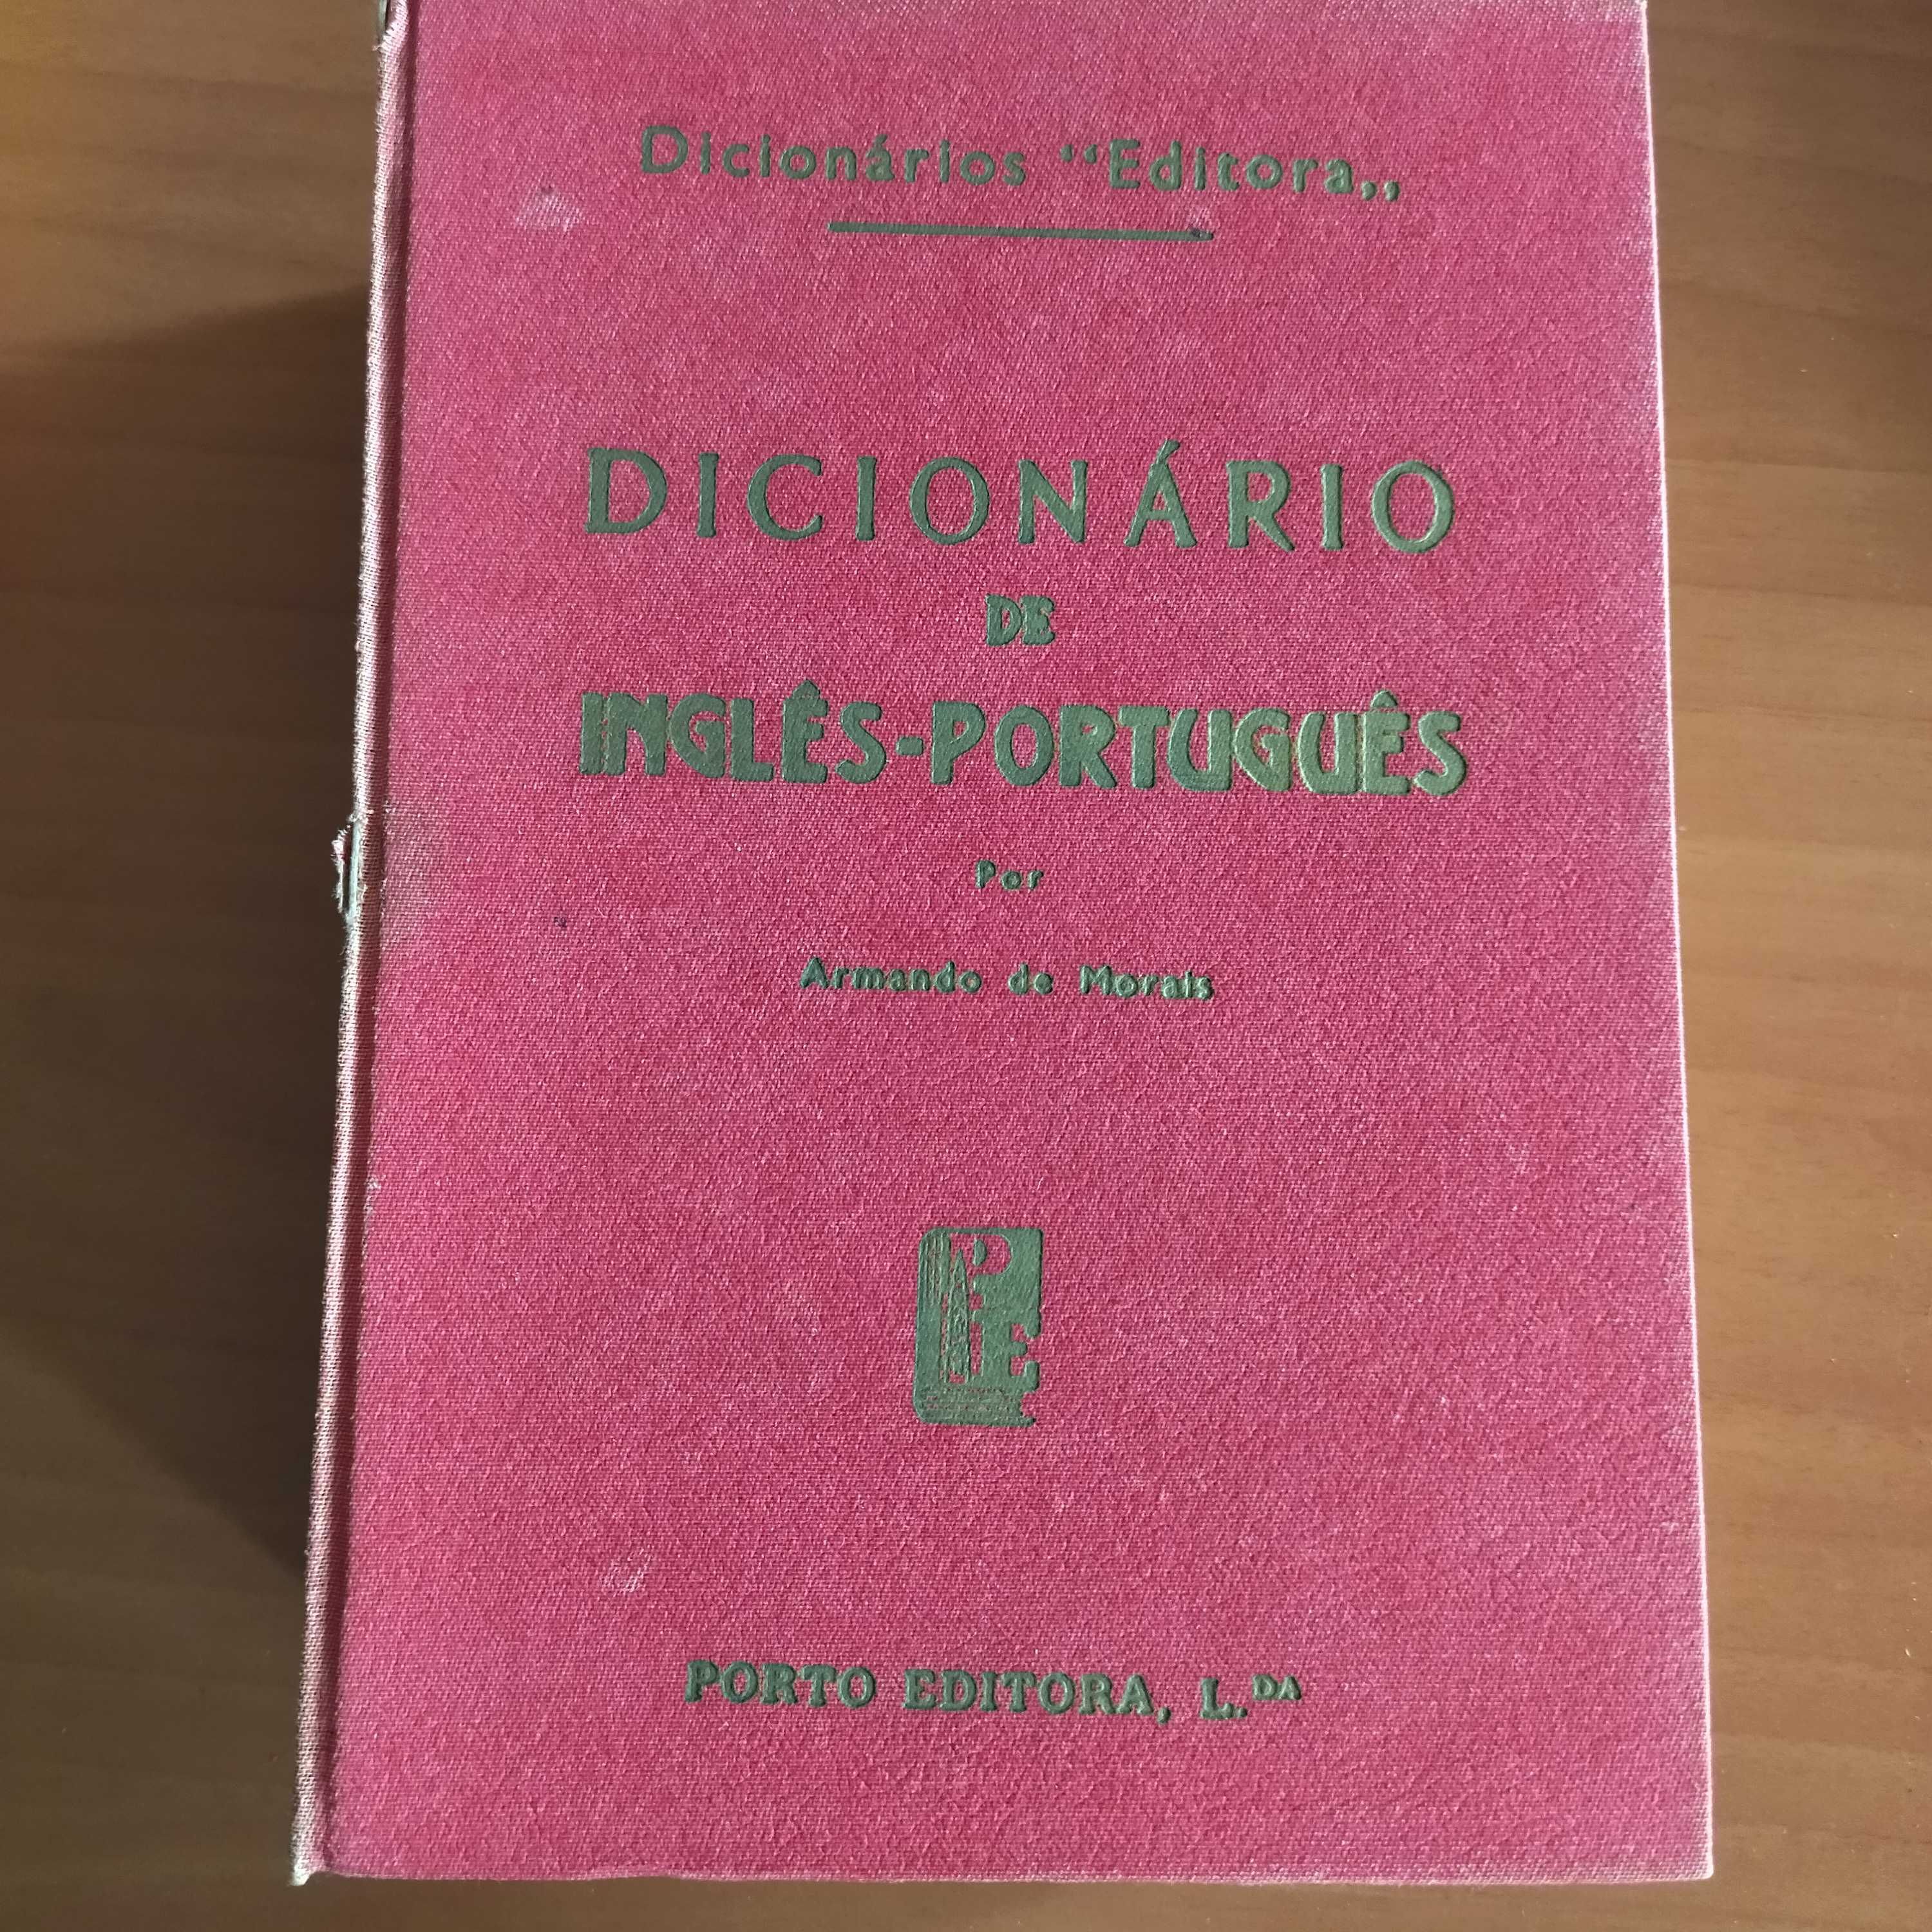 Dicionários “Editora„
DICIONÁRIO
DE
INGLÊS-PORTUGUÊS
Por
Armando de Morais
P
E
PORTO EDITORA, L.DA